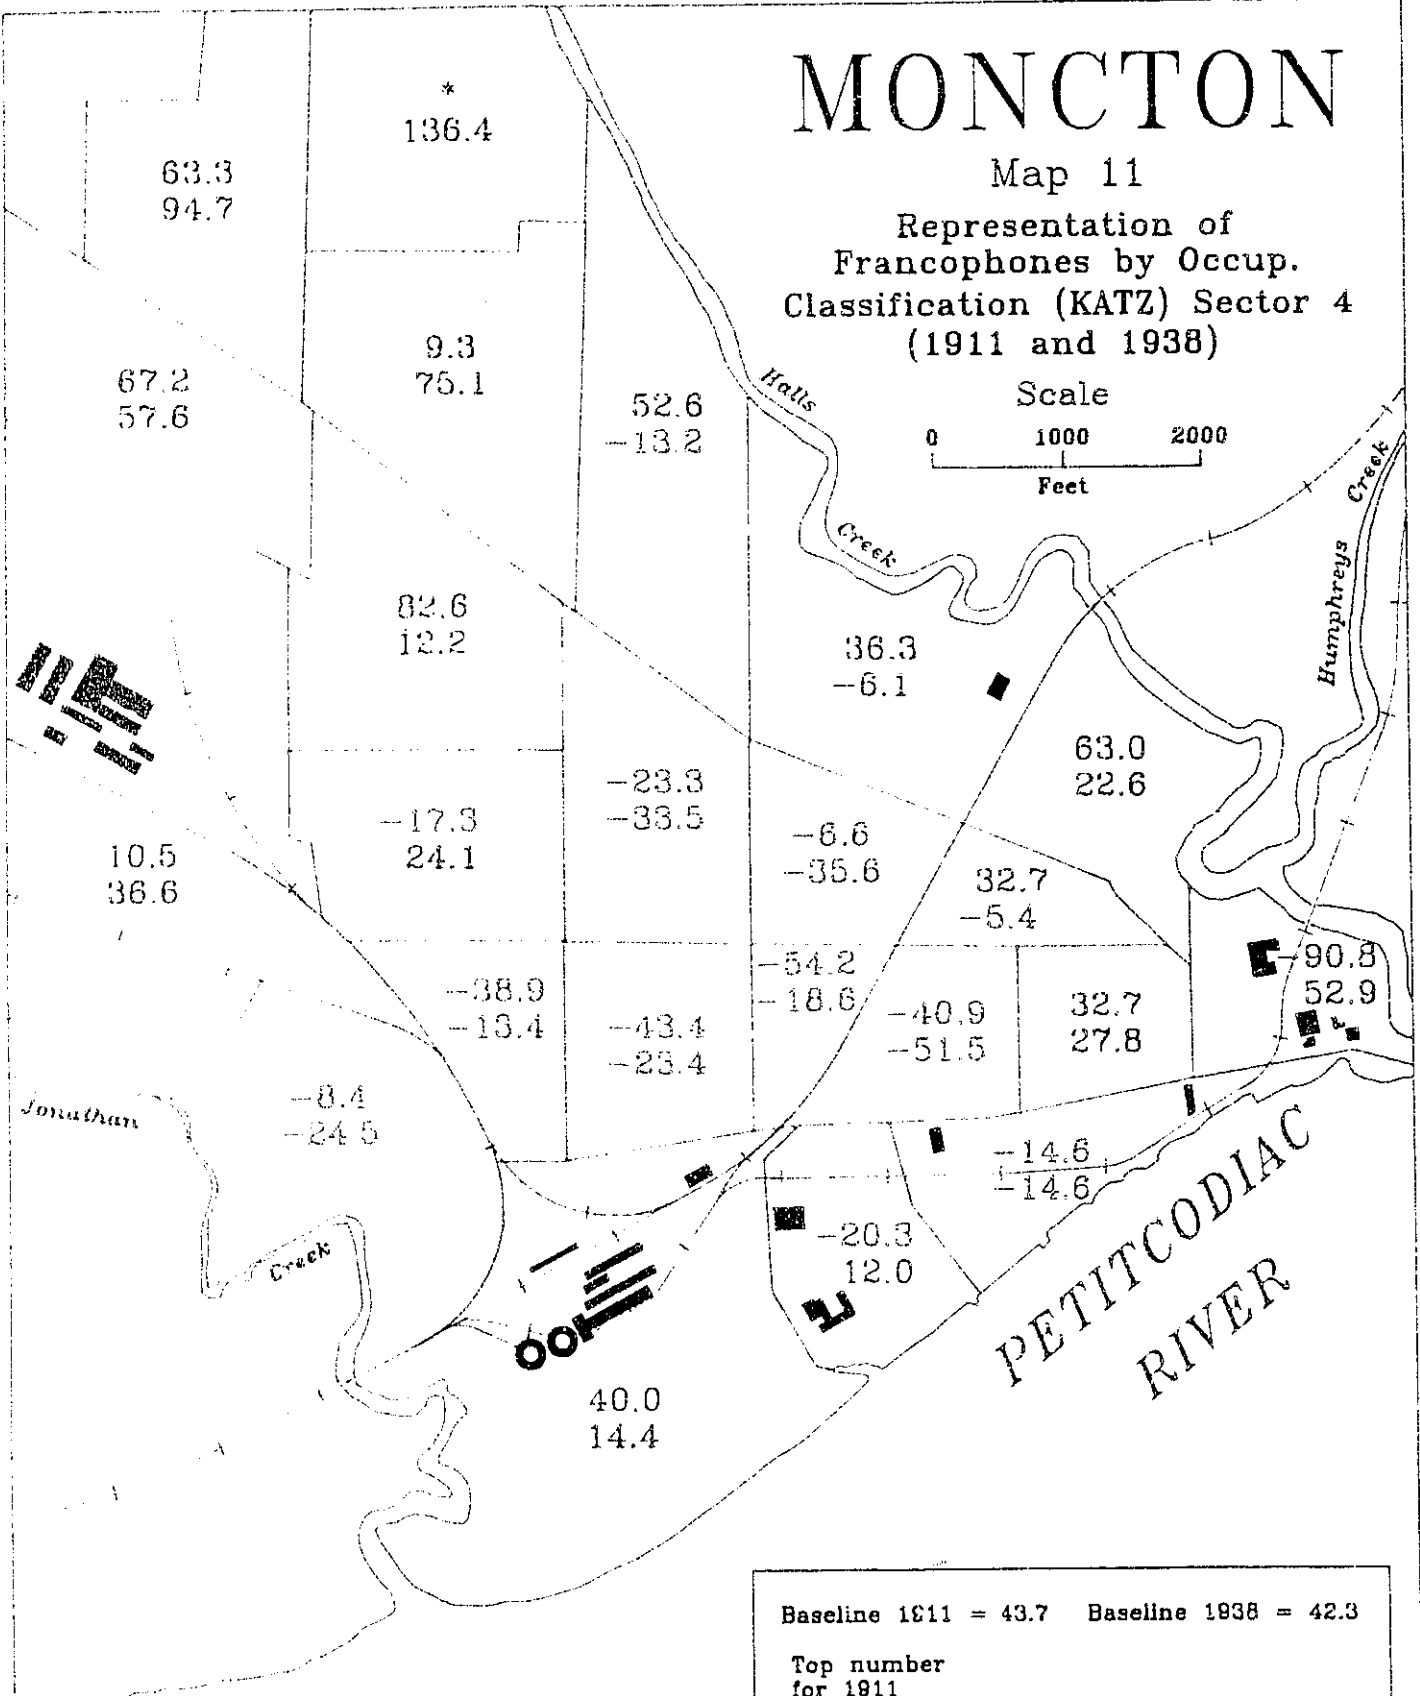 MONCTON
Map 11
Representation of
Francophones by Occup.
Classification (KATZ) Sector 4
(1911 and 1938)
Scale
0 1000 2000
Feet
*
136.4
63.3
94.7
9.3
75.1
67.2
57.6
52.6
-13.2
Halls
Creek
Humphreys Creek
82.6
12.2
36.3
-6.1
63.0
22.6
-23.3
-33.5
-17.3
24.1
-6.6
-35.6
10.5
36.6
32.7
-5.4
-90.8
52.9
-54.2
-18.6
-38.9
-13.4
-43.4
-23.4
-40.9
-51.5
32.7
27.8
Jonathan
Creek
-8.4
-24.5
-14.6
-14.6
-20.3
12.0
PETITCODIAC
RIVER
40.0
14.4
Baseline 1911 = 43.7 Baseline 1938 = 42.3
Top number
for 1911